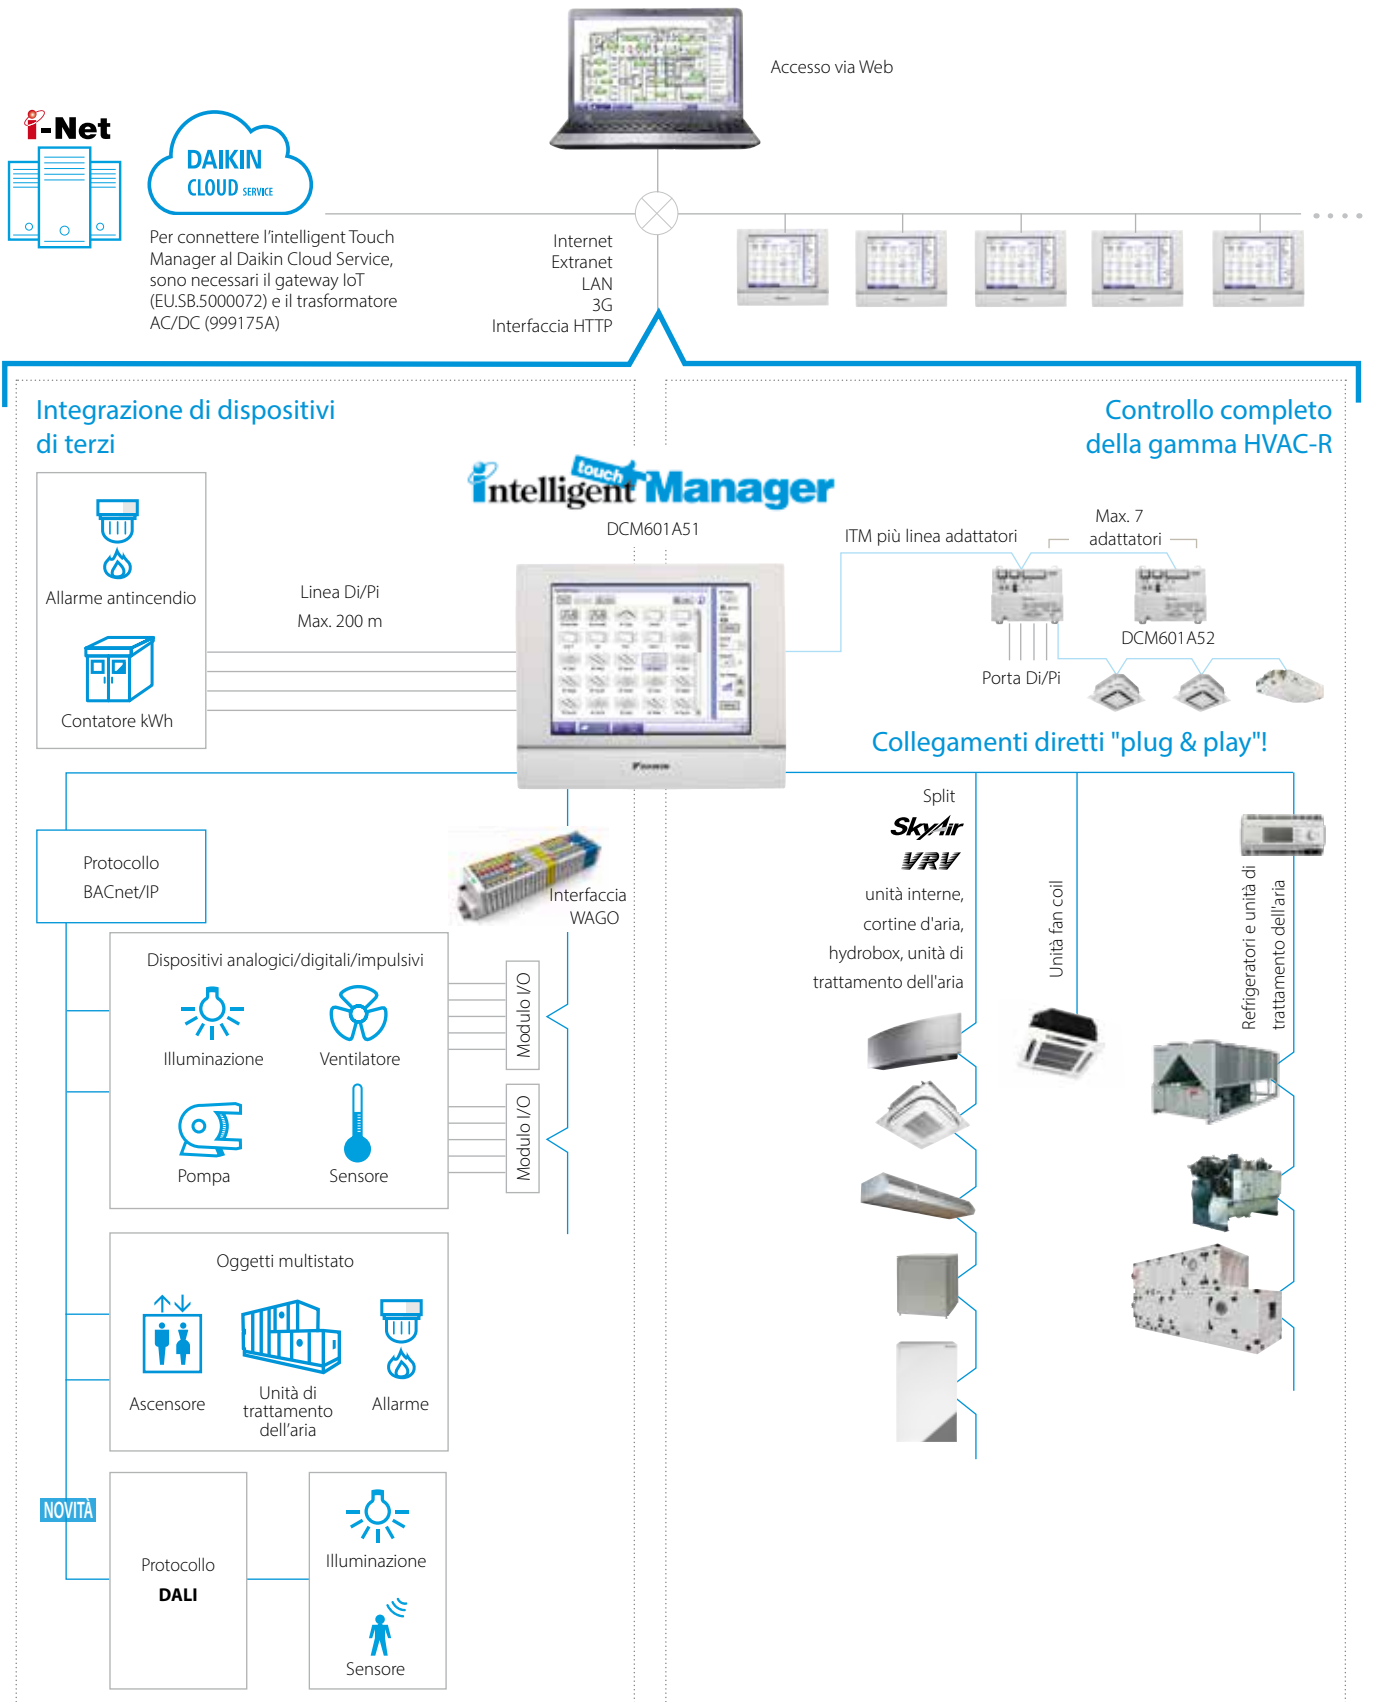 Accesso via Web
i-Net
DAIKIN
CLOUD SERVICE
Per connettere l'intelligent Touch
Manager al Daikin Cloud Service,
sono necessari il gateway IoT
(EU.SB.5000072) e il trasformatore
AC/DC (999175A)
Internet
Extranet
LAN
3G
Interfaccia HTTP
Integrazione di dispositivi
di terzi
Controllo completo
della gamma HVAC-R
intelligent touch Manager
DCM601A51
Allarme antincendio
Contatore kWh
Linea Di/Pi
Max. 200 m
ITM più linea adattatori
Max. 7
adattatori
DCM601A52
Porta Di/Pi
DAIKIN
Collegamenti diretti "plug & play"!
Protocollo
BACnet/IP
Interfaccia
WAGO
Split
SkyAir
VRV
unità interne,
cortine d'aria,
hydrobox, unità di
trattamento dell'aria
Unità fan coil
Refrigeratori e unità di
trattamento dell'aria
Dispositivi analogici/digitali/impulsivi
Illuminazione
Ventilatore
Pompa
Sensore
Modulo I/O
Modulo I/O
Oggetti multistato
Ascensore
Unità di
trattamento
dell'aria
Allarme
NOVITÀ
Protocollo
DALI
Illuminazione
Sensore